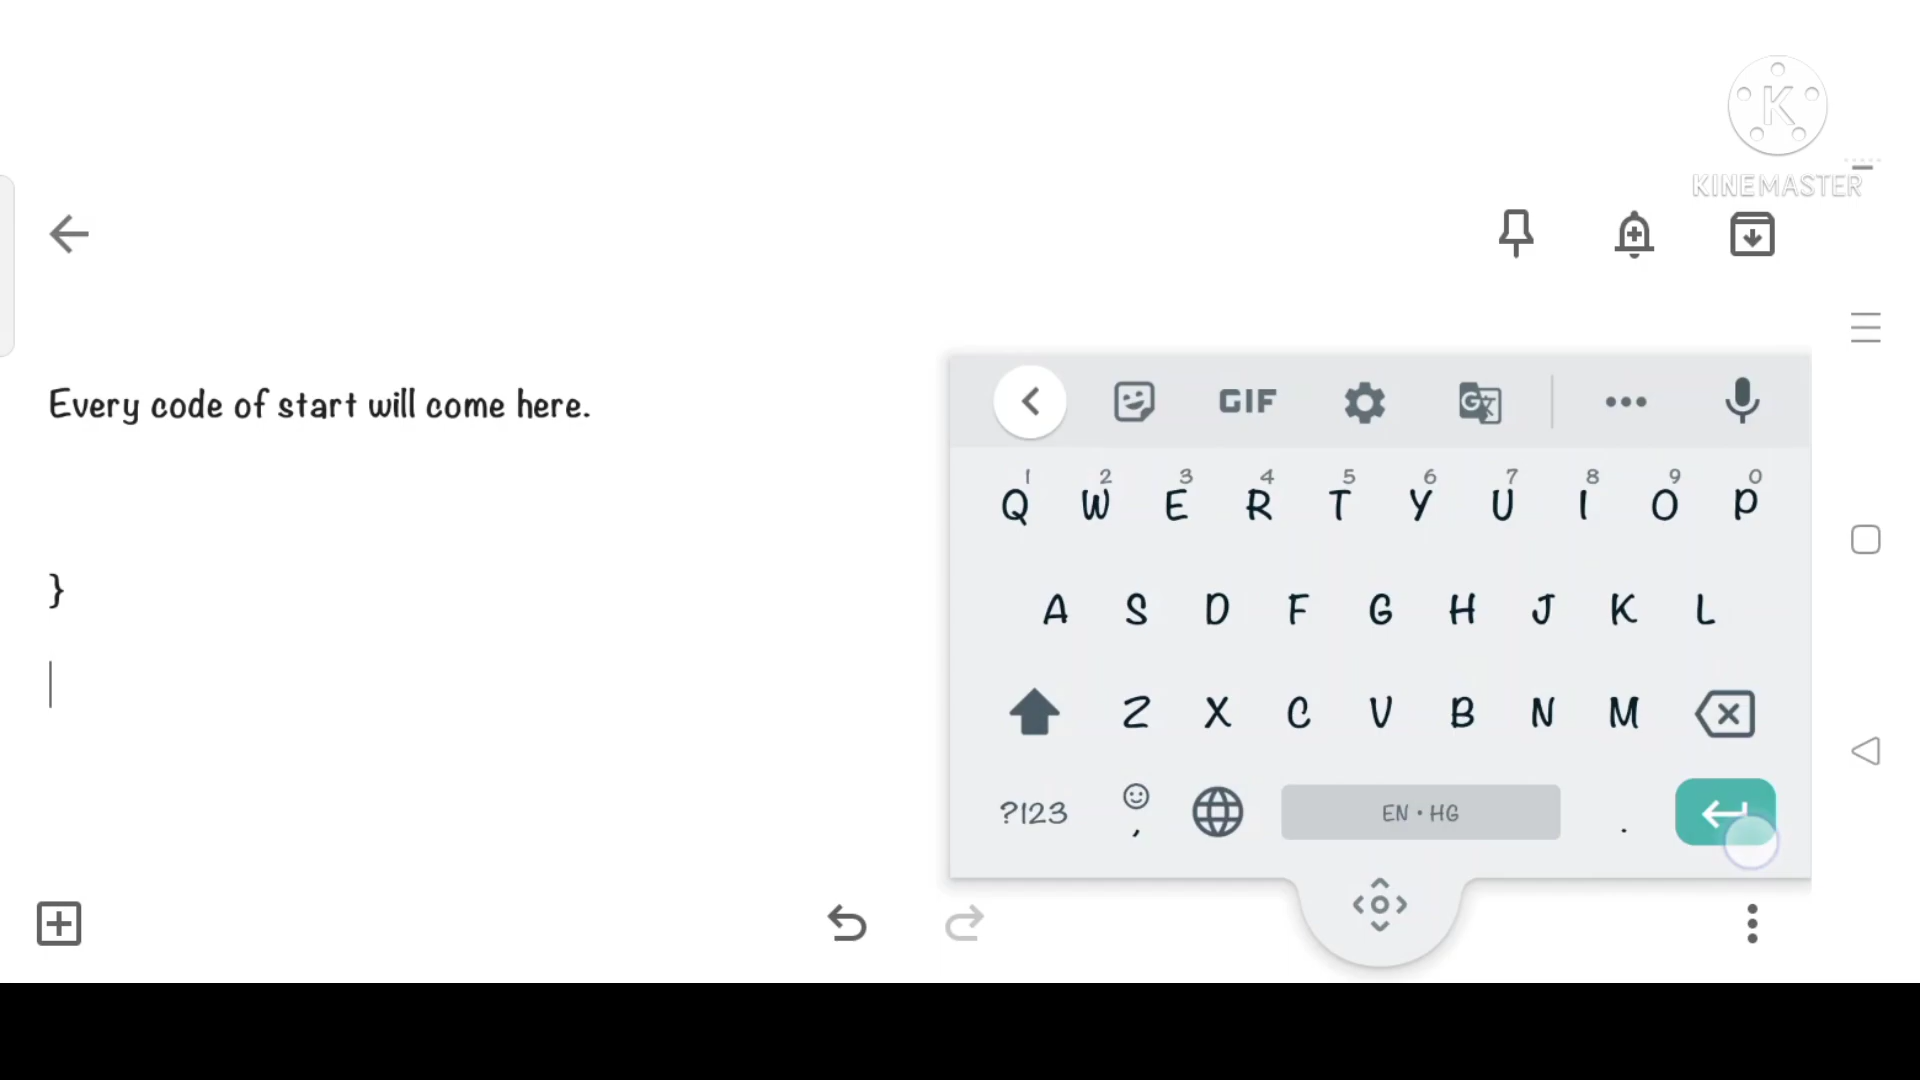 K
KINEMASTER
Every code of start will come here.
}
GIF
G
1 2 3 4 5 6 7 8 9 0
Q W E R T Y U I O P
A S D F G H J K L
Z X C V B N M
?123 , EN • HG .